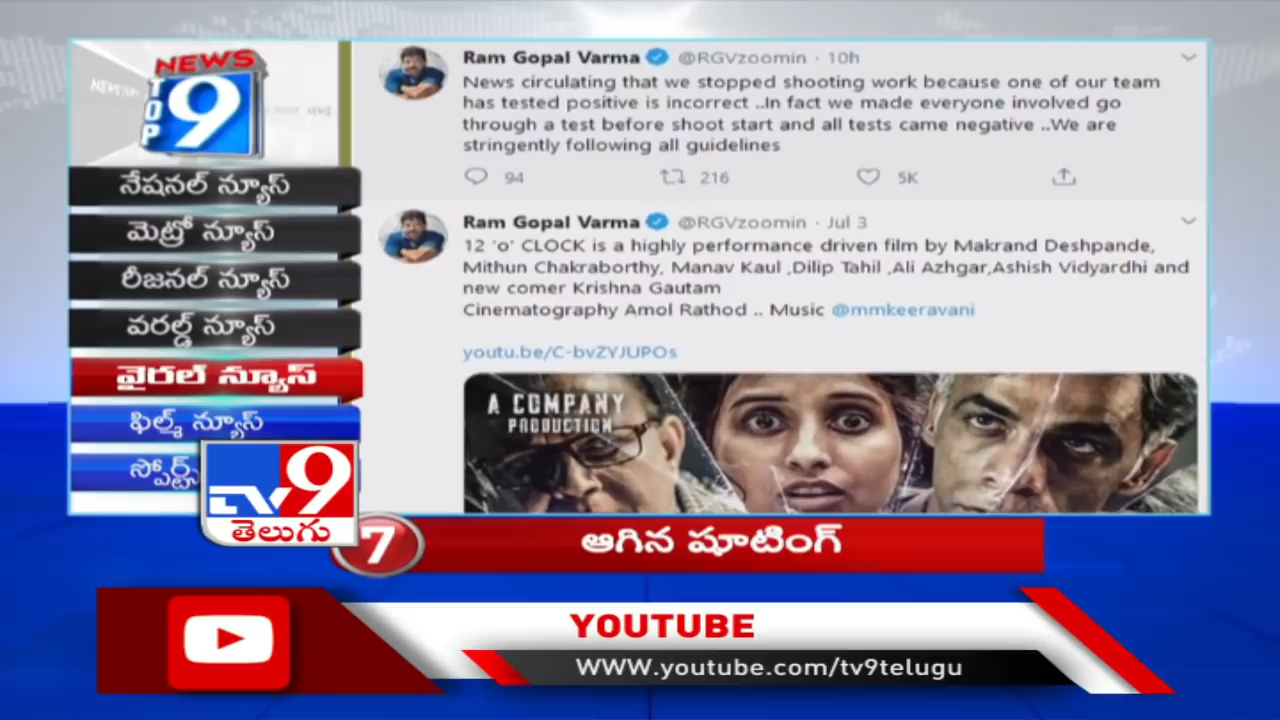 NEWS
TOP
9
నేషనల్ న్యూస్
మెట్రో న్యూస్
రీజనల్ న్యూస్
వరల్డ్ న్యూస్
వైరల్ న్యూస్
ఫిల్మ్ న్యూస్
స్పోర్ట్స్
Ram Gopal Varma @RGVzoomin · 10h
News circulating that we stopped shooting work because one of our team
has tested positive is incorrect ..In fact we made everyone involved go
through a test before shoot start and all tests came negative ..We are
stringently following all guidelines
94 216 5K
Ram Gopal Varma @RGVzoomin · Jul 3
12 'o' CLOCK is a highly performance driven film by Makrand Deshpande,
Mithun Chakraborthy, Manav Kaul ,Dilip Tahil ,Ali Azhgar,Ashish Vidyardhi and
new comer Krishna Gautam
Cinematography Amol Rathod .. Music @mmkeeravani
youtu.be/C-bvZYJUPOs
A COMPANY
PRODUCTION
TV9
తెలుగు
7 ఆగిన షూటింగ్
YOUTUBE
WWW.youtube.com/tv9telugu